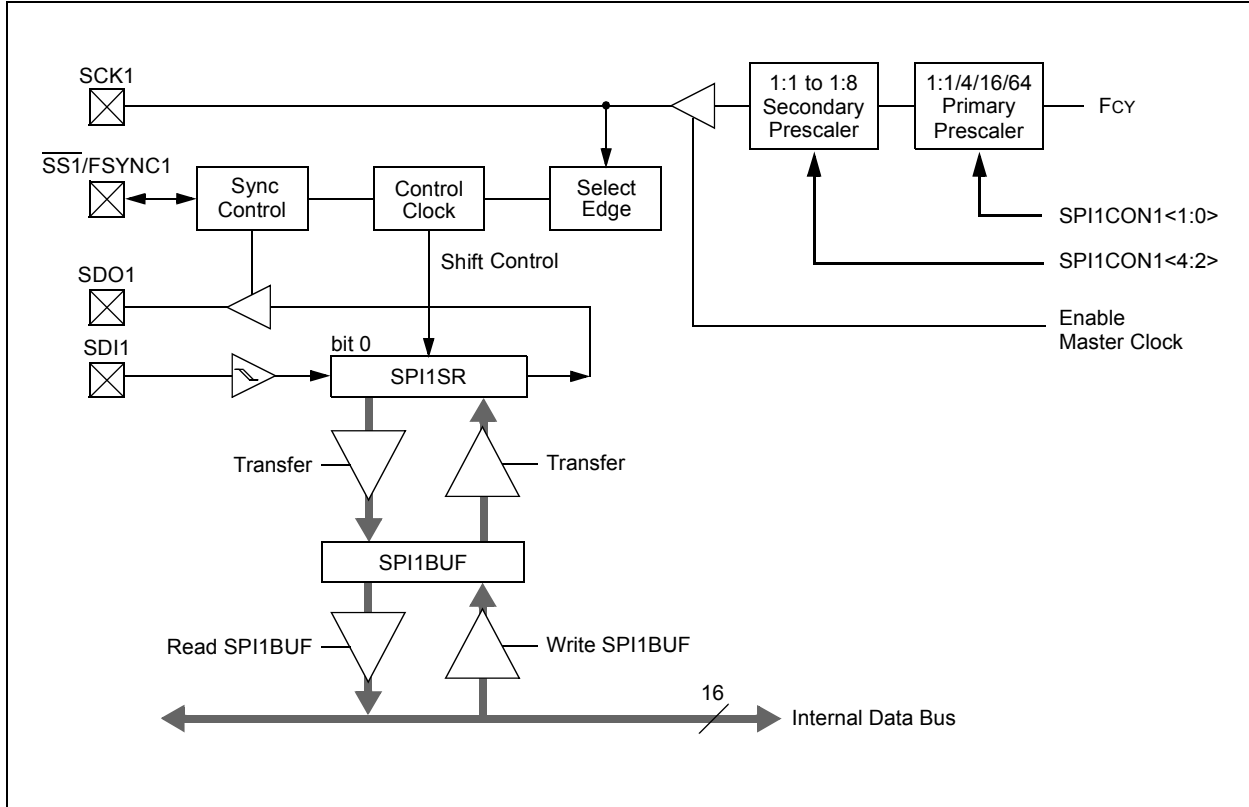 SCK1
1:1 to 1:8
Secondary
Prescaler
1:1/4/16/64
Primary
Prescaler
FCY
SS1/FSYNC1
Sync
Control
Control
Clock
Select
Edge
SPI1CON1<1:0>
Shift Control
SPI1CON1<4:2>
SDO1
Enable
Master Clock
bit 0
SDI1
SPI1SR
Transfer
Transfer
SPI1BUF
Read SPI1BUF
Write SPI1BUF
16
Internal Data Bus